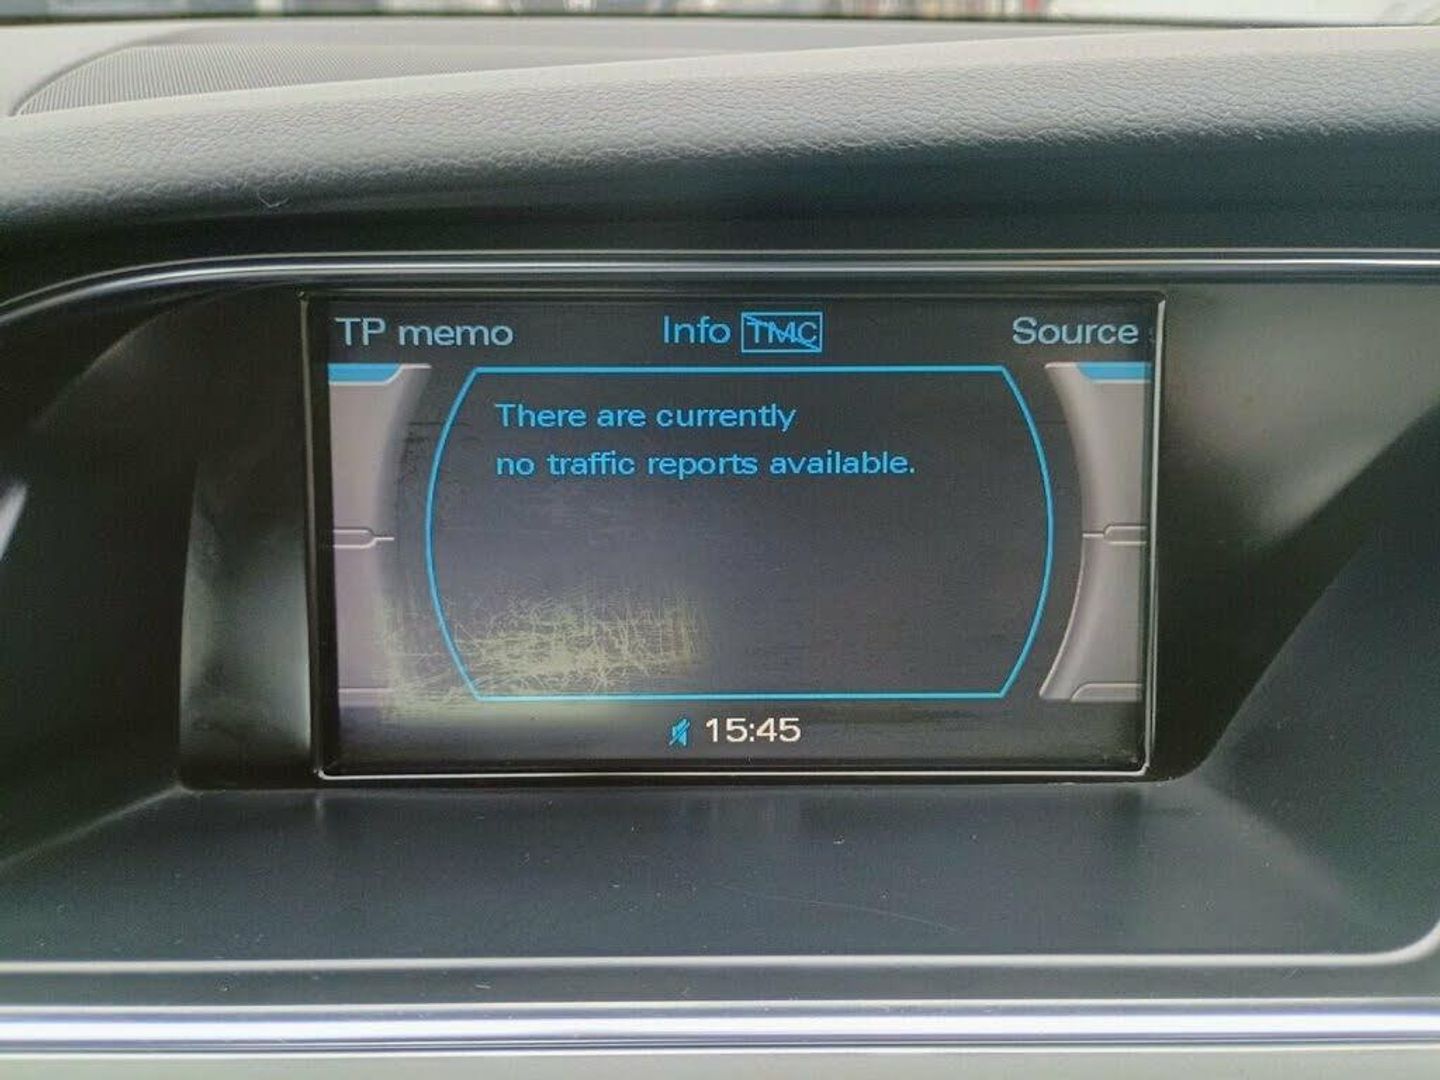 TP memo Info TMC Source
There are currently
no traffic reports available.
15:45